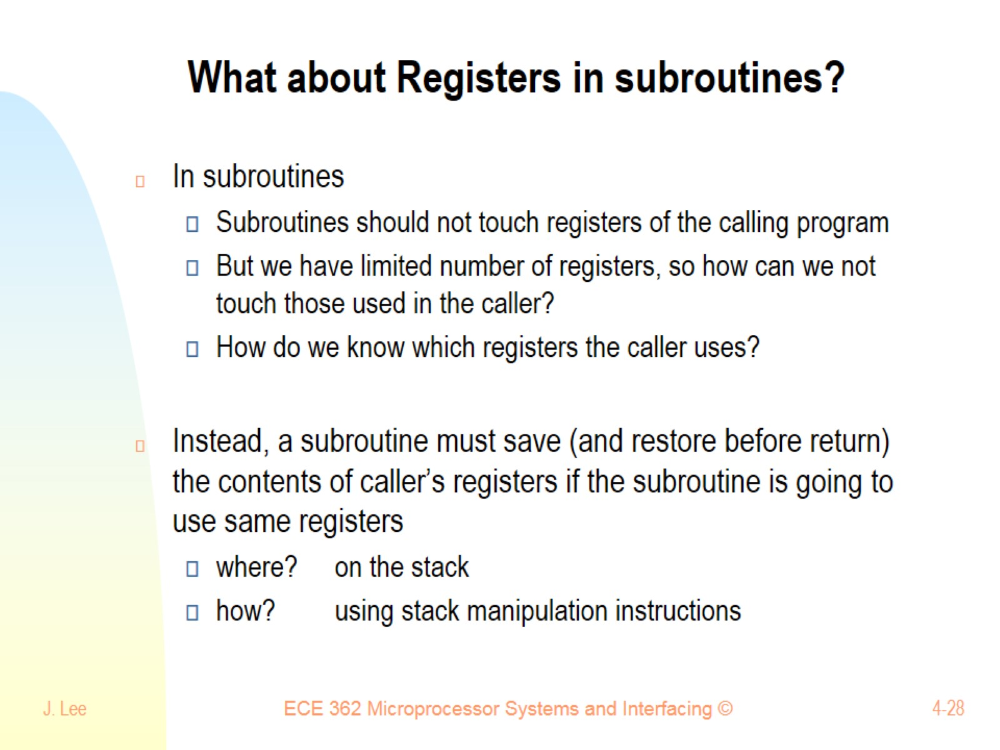 What about Registers in subroutines?
In subroutines
Subroutines should not touch registers of the calling program
But we have limited number of registers, so how can we not
touch those used in the caller?
How do we know which registers the caller uses?
Instead, a subroutine must save (and restore before return)
the contents of caller’s registers if the subroutine is going to
use same registers
where? on the stack
how? using stack manipulation instructions
J. Lee ECE 362 Microprocessor Systems and Interfacing © 4-28